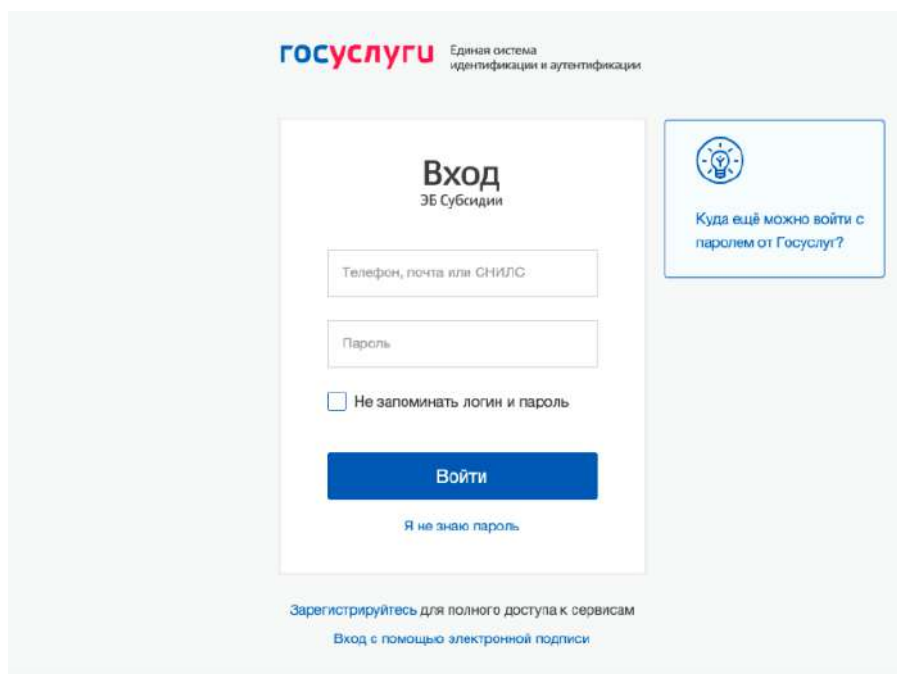 госуслуги
Единая система
идентификации и аутентификации
Вход
ЭБ Субсидии
Куда ещё можно войти с
паролем от Госуслуг?
Телефон, почта или СНИЛС
Пароль
Не запоминать логин и пароль
Войти
Я не знаю пароль
Зарегистрируйтесь для полного доступа к сервисам
Вход с помощью электронной подписи